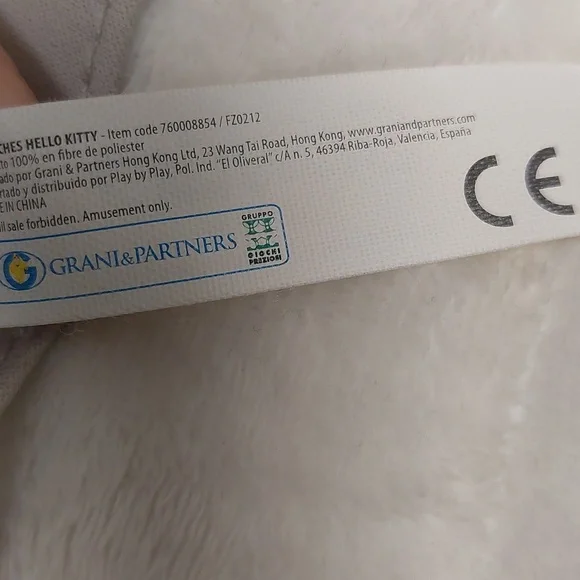 CHES HELLO KITTY - Item code 760008854 / FZ0212
to 100% en fibre de poliester
ado por Grani & Partners Hong Kong Ltd, 23 Wang Tai Road, Hong Kong, www.graniandpartners.com
tado y distribuido por Play by Play, Pol. Ind. "El Oliveral" c/A n. 5, 46394 Riba-Roja, Valencia, España
E IN CHINA
ll sale forbidden. Amusement only.
GRANI&PARTNERS
GRUPPO
GIOCHI
PREZIOSI
CE